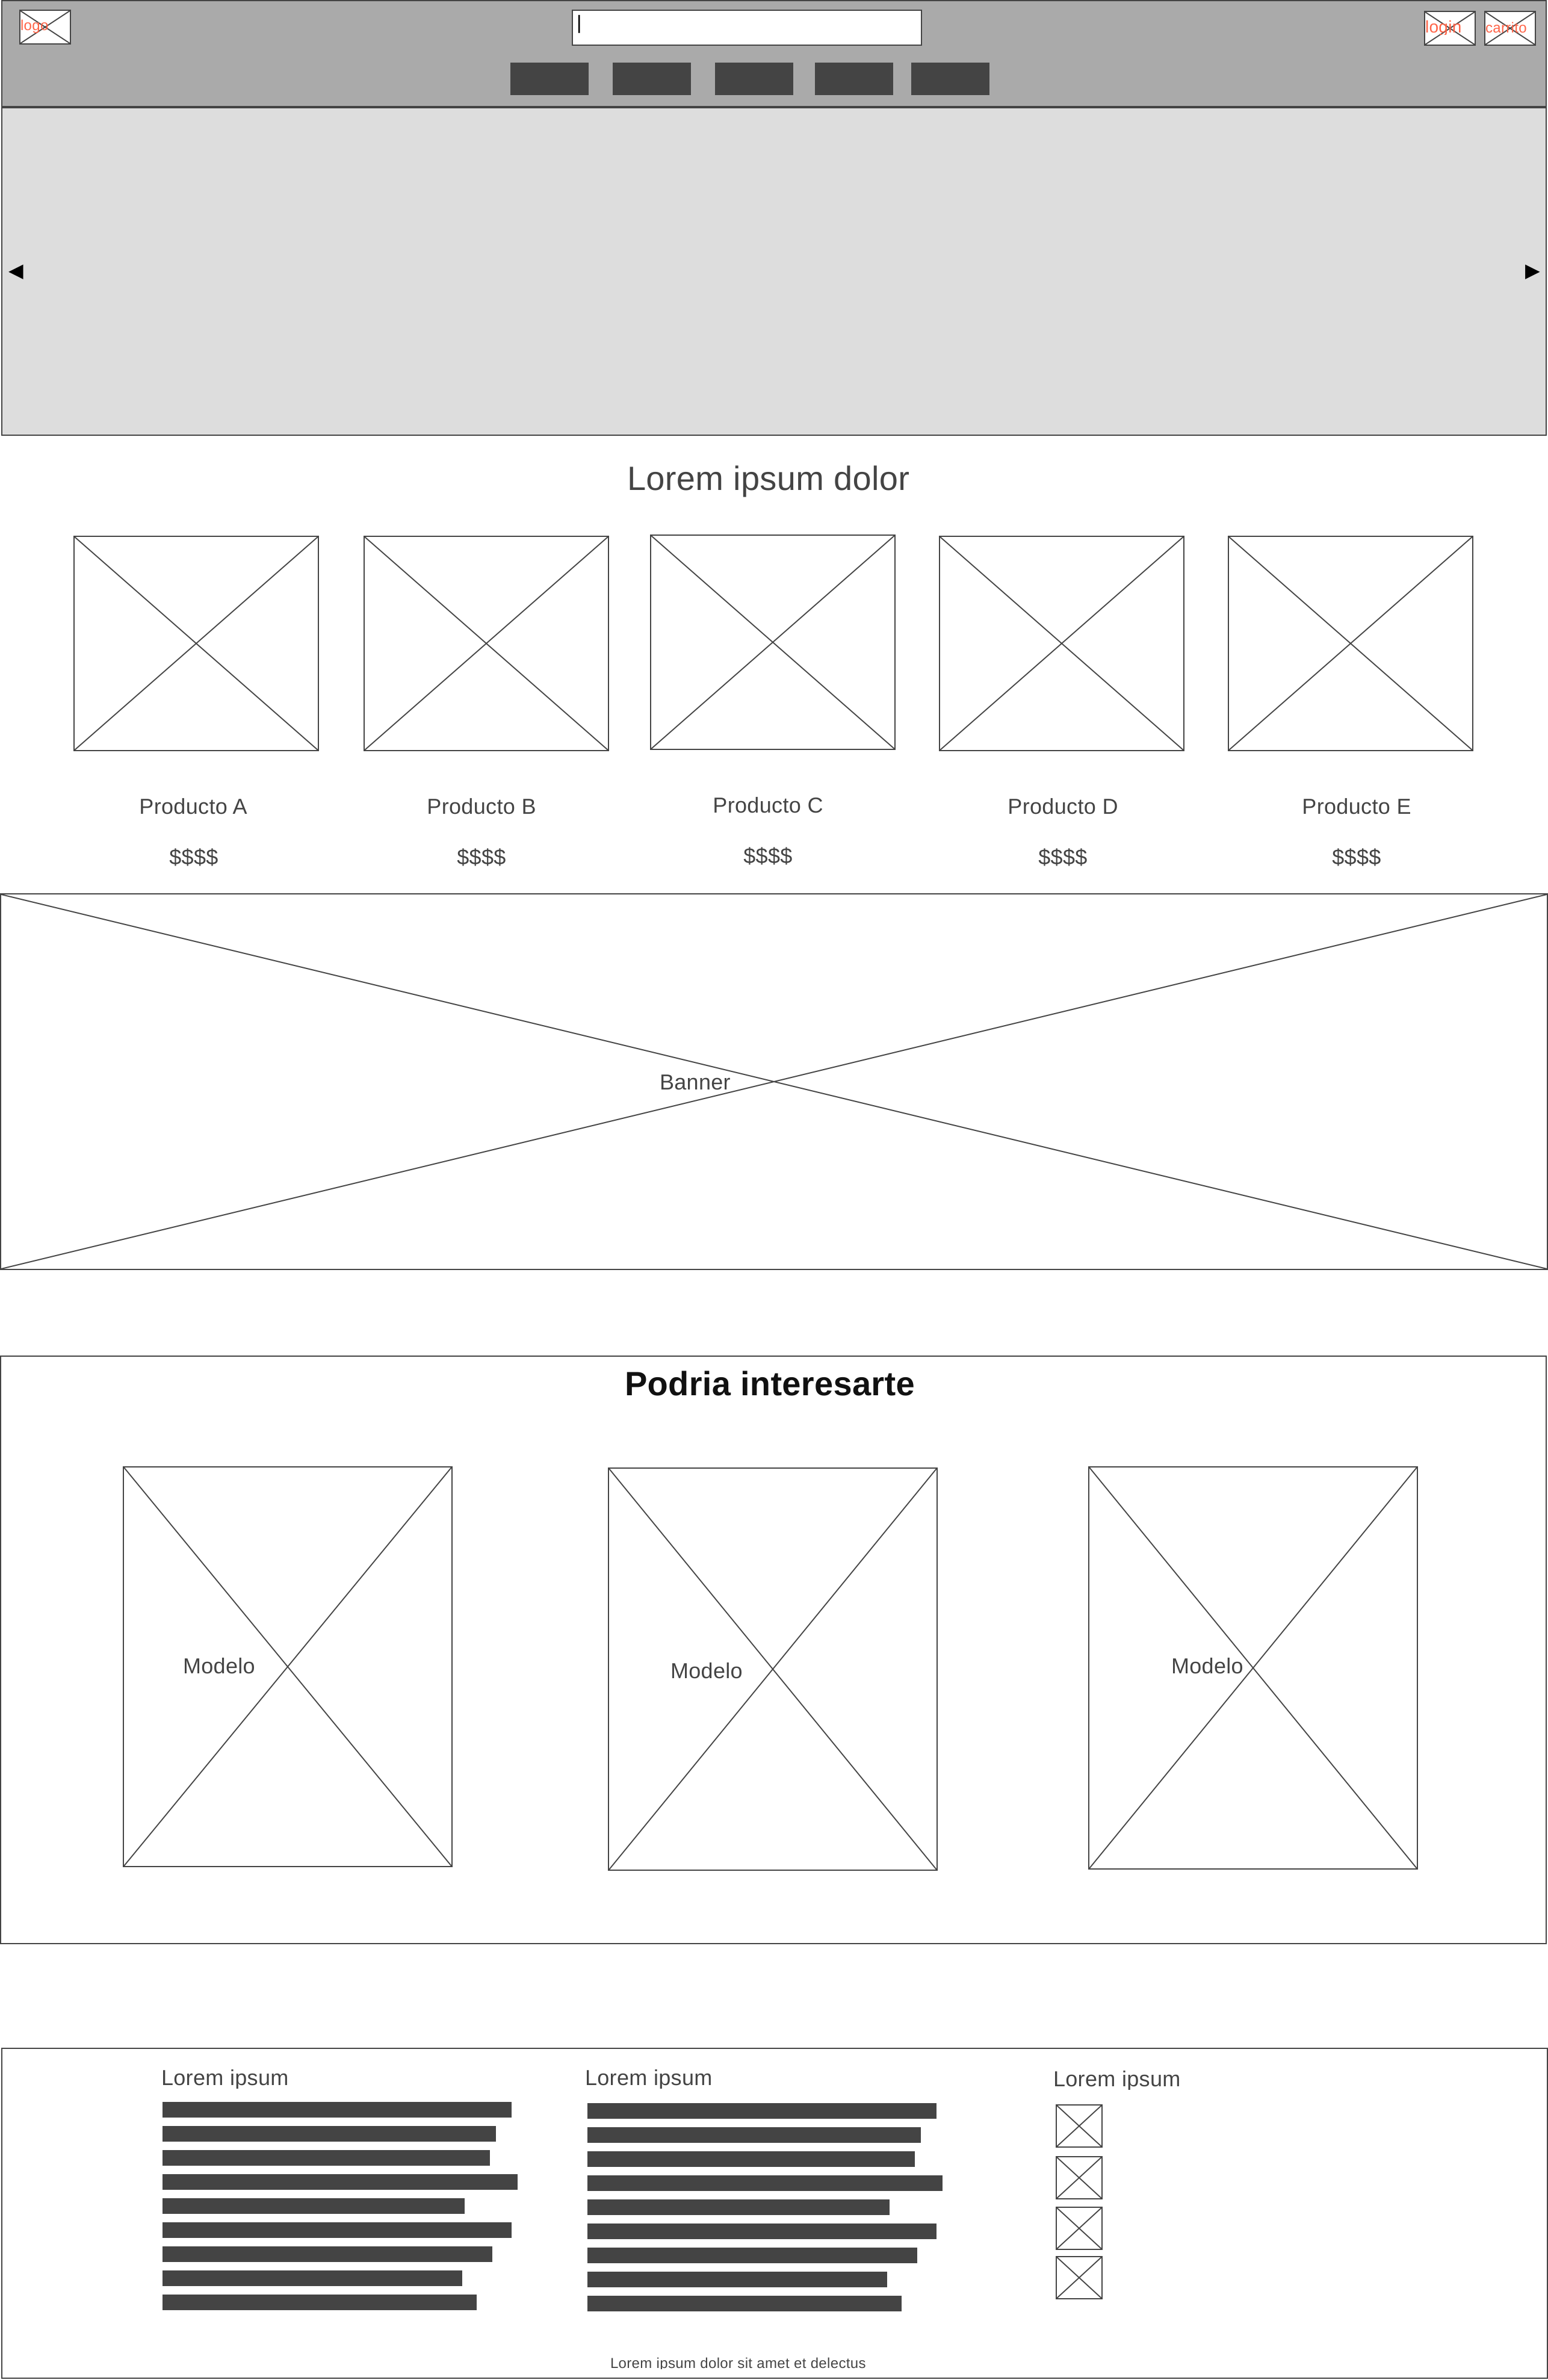 logo
login
carrito
Lorem ipsum dolor
Producto A
Producto B
Producto C
Producto D
Producto E
$$$$
$$$$
$$$$
$$$$
$$$$
Banner
Podria interesarte
Modelo
Modelo
Modelo
Lorem ipsum
Lorem ipsum
Lorem ipsum
Lorem ipsum dolor sit amet et delectus